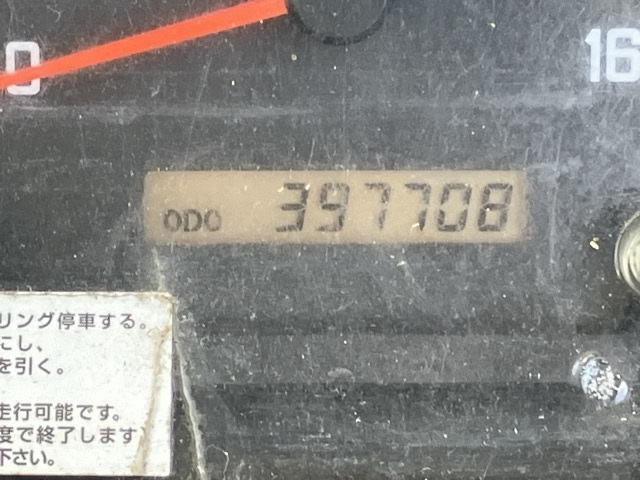 0
16
ODO 397708
リング停車する。
にし、
を引く。
走行可能です。
度で終了します
下さい。